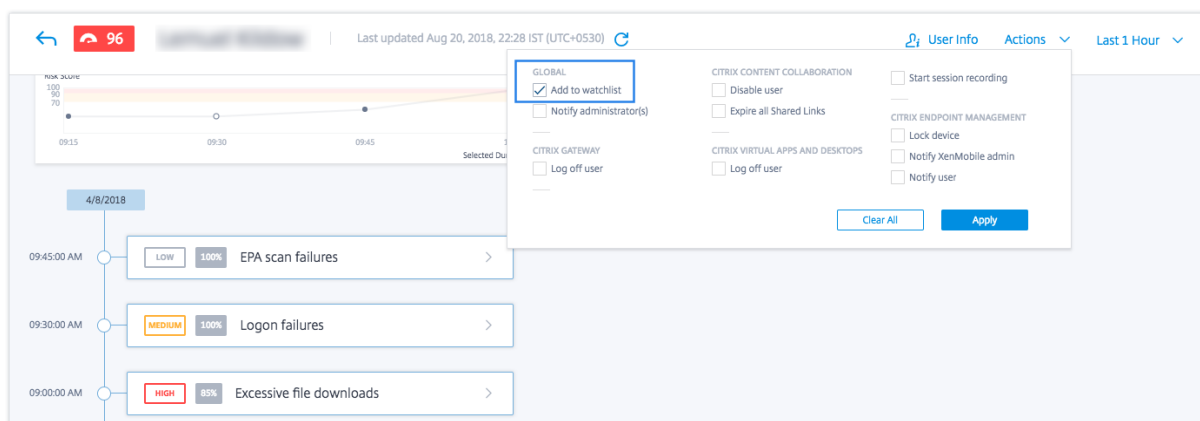 96
Last updated Aug 20, 2018, 22:28 IST (UTC+0530)
User Info
Actions
Last 1 Hour
Risk Score
100
90
70
09:15
09:30
09:45
GLOBAL
Add to watchlist
Notify administrator(s)
CITRIX GATEWAY
Log off user
CITRIX CONTENT COLLABORATION
Disable user
Expire all Shared Links
CITRIX VIRTUAL APPS AND DESKTOPS
Log off user
Start session recording
CITRIX ENDPOINT MANAGEMENT
Lock device
Notify XenMobile admin
Notify user
Clear All
Apply
4/8/2018
09:45:00 AM LOW 100% EPA scan failures
09:30:00 AM MEDIUM 100% Logon failures
09:00:00 AM HIGH 85% Excessive file downloads